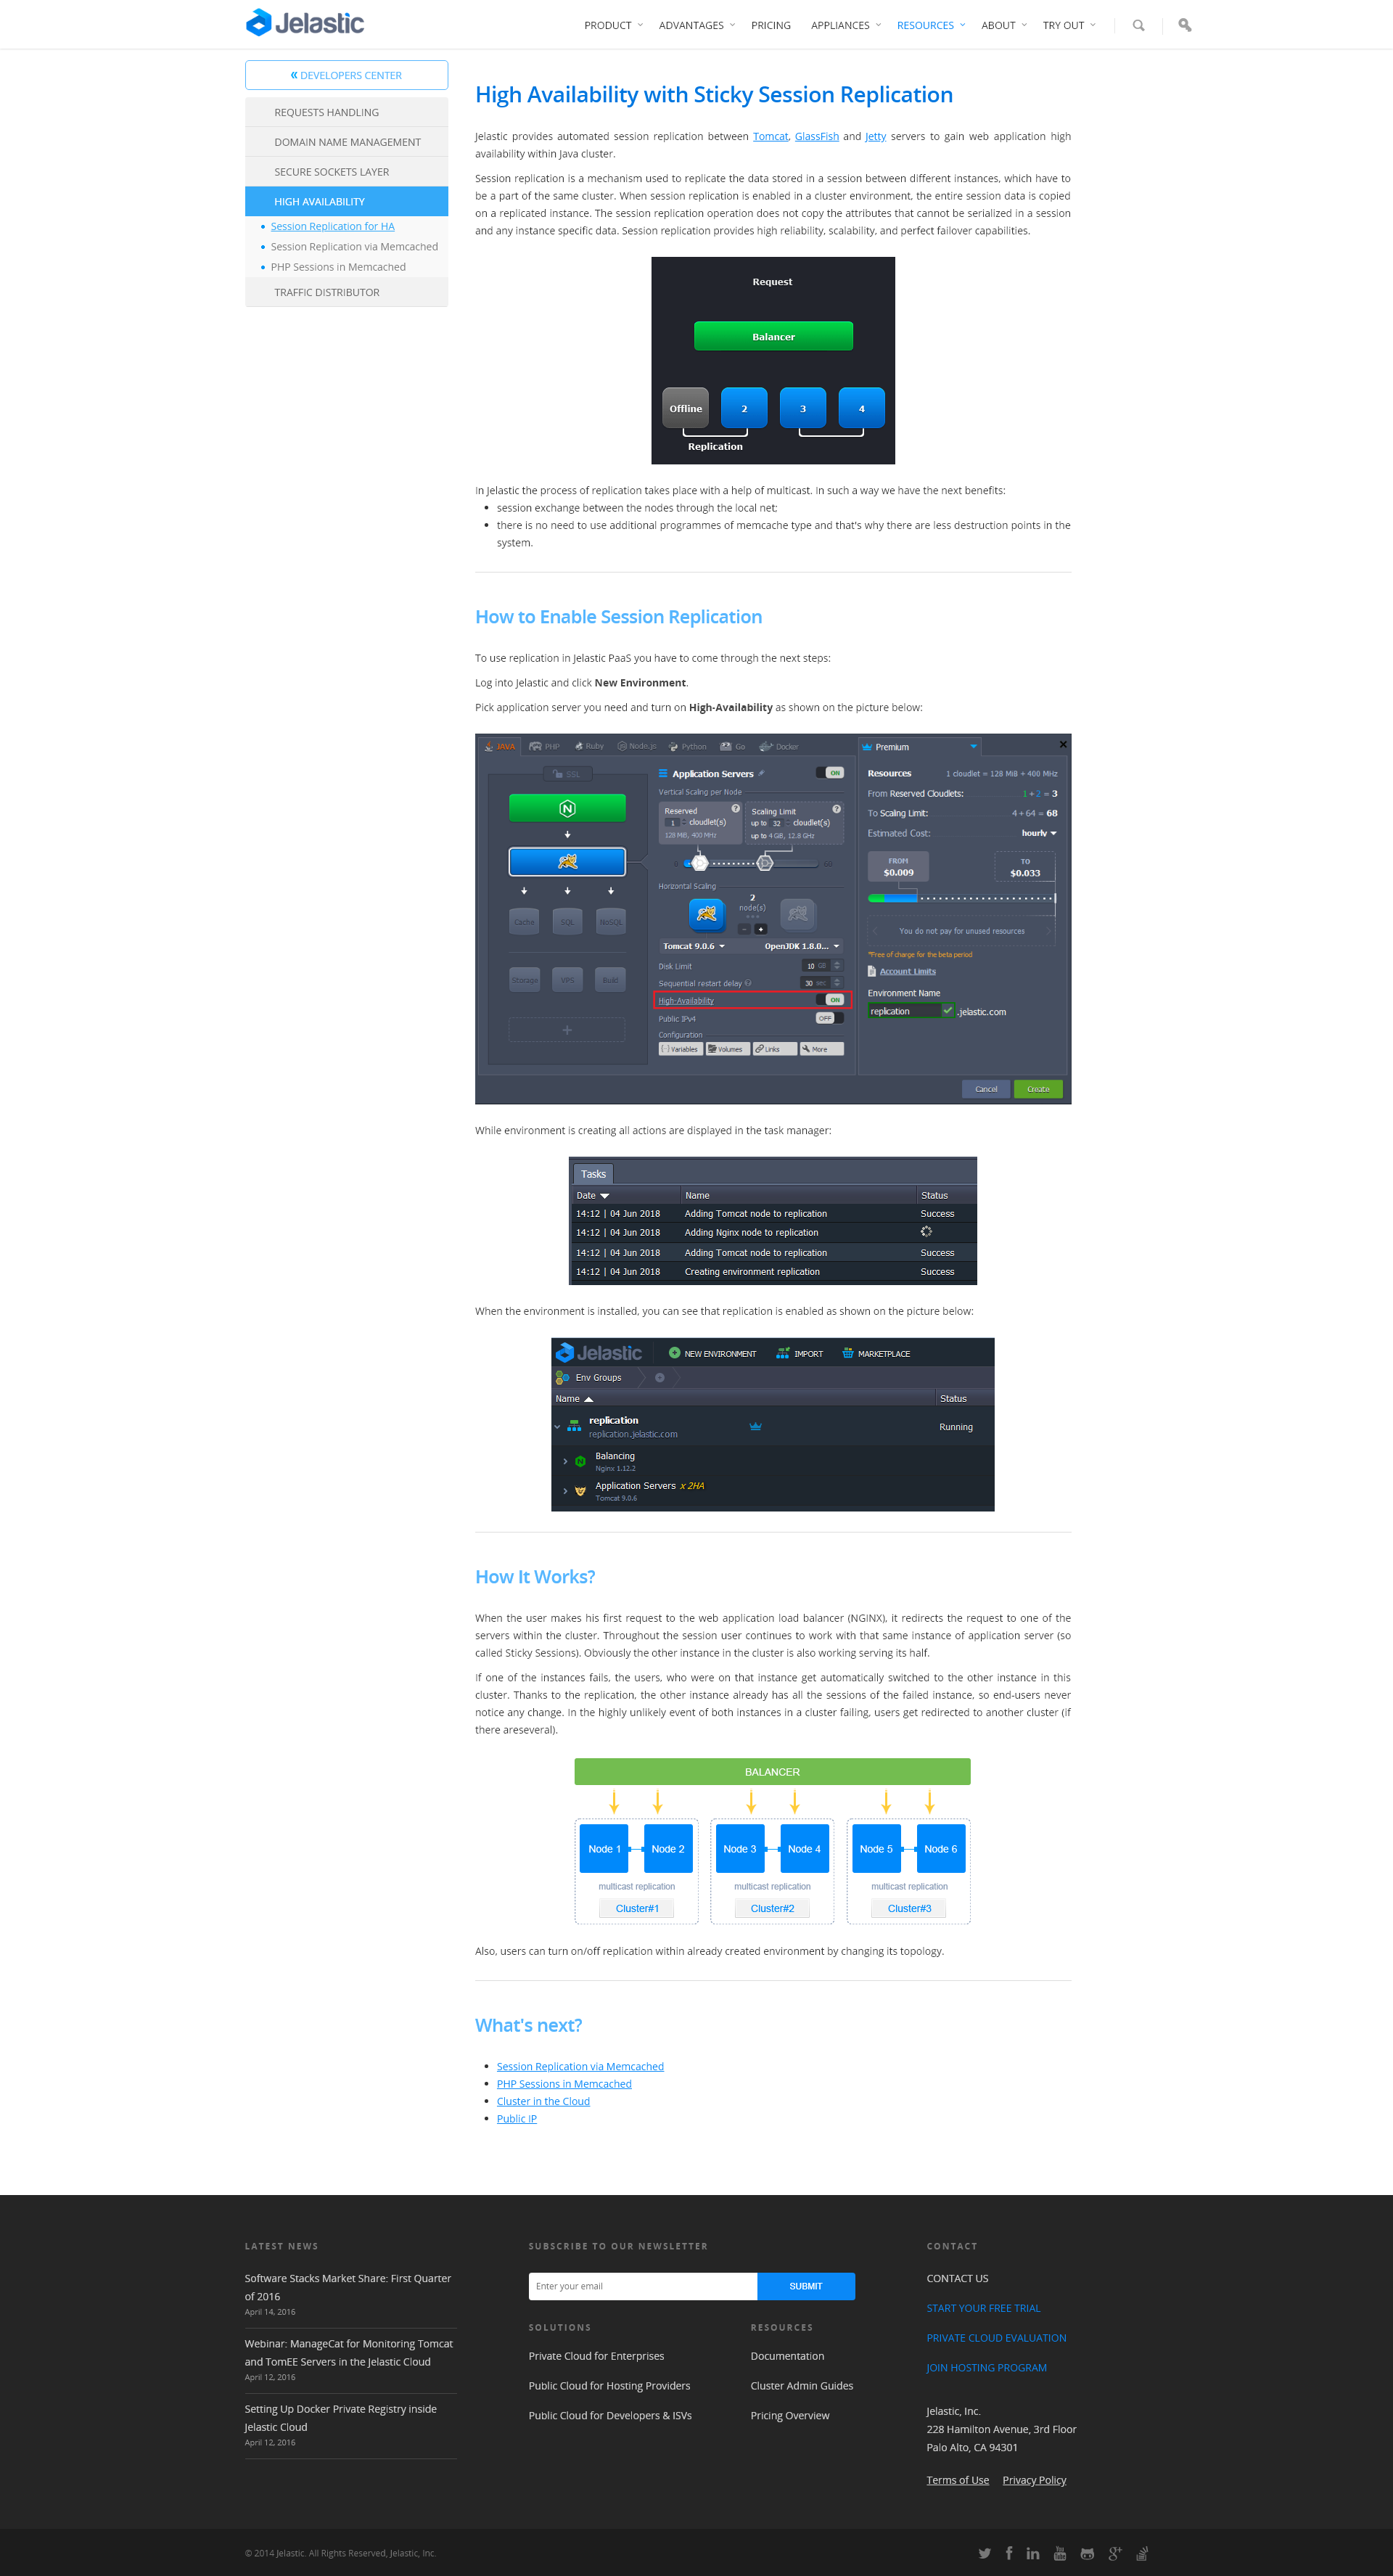 Jelastic
PRODUCT
ADVANTAGES
PRICING
APPLIANCES
RESOURCES
ABOUT
TRY OUT
« DEVELOPERS CENTER
REQUESTS HANDLING
DOMAIN NAME MANAGEMENT
SECURE SOCKETS LAYER
HIGH AVAILABILITY
Session Replication for HA
Session Replication via Memcached
PHP Sessions in Memcached
TRAFFIC DISTRIBUTOR
High Availability with Sticky Session Replication
Jelastic provides automated session replication between Tomcat, GlassFish and Jetty servers to gain web application high
availability within Java cluster.
Session replication is a mechanism used to replicate the data stored in a session between different instances, which have to
be a part of the same cluster. When session replication is enabled in a cluster environment, the entire session data is copied
on a replicated instance. The session replication operation does not copy the attributes that cannot be serialized in a session
and any instance specific data. Session replication provides high reliability, scalability, and perfect failover capabilities.
Request
Balancer
Offline 2 3 4
Replication
In Jelastic the process of replication takes place with a help of multicast. In such a way we have the next benefits:
session exchange between the nodes through the local net;
there is no need to use additional programmes of memcache type and that's why there are less destruction points in the
system.
How to Enable Session Replication
To use replication in Jelastic PaaS you have to come through the next steps:
Log into Jelastic and click New Environment.
Pick application server you need and turn on High-Availability as shown on the picture below:
JAVA PHP Ruby Node.js Python Go Docker
SSL
Cache SQL NoSQL
Storage VPS Build
Application Servers ON
Vertical Scaling per Node
Reserved
1 cloudlet(s)
128 MiB, 400 MHz
Scaling Limit
up to 32 cloudlet(s)
up to 4 GiB, 12.8 GHz
Horizontal Scaling
2
node(s)
Tomcat 9.0.6 OpenJDK 1.8.0...
Disk Limit 10 GB
Sequential restart delay 30 sec
High-Availability ON
Public IPv4 OFF
Configuration
Variables Volumes Links More
Premium
Resources 1 cloudlet = 128 MiB + 400 MHz
From Reserved Cloudlets: 1 + 2 = 3
To Scaling Limit: 4 + 64 = 68
Estimated Cost: hourly
FROM
$0.009
TO
$0.033
You do not pay for unused resources
*Free of charge for the beta period
Account Limits
Environment Name
replication .jelastic.com
Cancel Create
While environment is creating all actions are displayed in the task manager:
Tasks
Date Name Status
14:12 | 04 Jun 2018 Adding Tomcat node to replication Success
14:12 | 04 Jun 2018 Adding Nginx node to replication
14:12 | 04 Jun 2018 Adding Tomcat node to replication Success
14:12 | 04 Jun 2018 Creating environment replication Success
When the environment is installed, you can see that replication is enabled as shown on the picture below:
Jelastic NEW ENVIRONMENT IMPORT MARKETPLACE
Env Groups
Name Status
replication
replication.jelastic.com
Running
Balancing
Nginx 1.12.2
Application Servers x 2HA
Tomcat 9.0.6
How It Works?
When the user makes his first request to the web application load balancer (NGINX), it redirects the request to one of the
servers within the cluster. Throughout the session user continues to work with that same instance of application server (so
called Sticky Sessions). Obviously the other instance in the cluster is also working serving its half.
If one of the instances fails, the users, who were on that instance get automatically switched to the other instance in this
cluster. Thanks to the replication, the other instance already has all the sessions of the failed instance, so end-users never
notice any change. In the highly unlikely event of both instances in a cluster failing, users get redirected to another cluster (if
there areseveral).
BALANCER
Node 1 Node 2 Node 3 Node 4 Node 5 Node 6
multicast replication multicast replication multicast replication
Cluster#1 Cluster#2 Cluster#3
Also, users can turn on/off replication within already created environment by changing its topology.
What's next?
Session Replication via Memcached
PHP Sessions in Memcached
Cluster in the Cloud
Public IP
LATEST NEWS
Software Stacks Market Share: First Quarter
of 2016
April 14, 2016
Webinar: ManageCat for Monitoring Tomcat
and TomEE Servers in the Jelastic Cloud
April 12, 2016
Setting Up Docker Private Registry inside
Jelastic Cloud
April 12, 2016
SUBSCRIBE TO OUR NEWSLETTER
Enter your email
SUBMIT
SOLUTIONS
Private Cloud for Enterprises
Public Cloud for Hosting Providers
Public Cloud for Developers & ISVs
RESOURCES
Documentation
Cluster Admin Guides
Pricing Overview
CONTACT
CONTACT US
START YOUR FREE TRIAL
PRIVATE CLOUD EVALUATION
JOIN HOSTING PROGRAM
Jelastic, Inc.
228 Hamilton Avenue, 3rd Floor
Palo Alto, CA 94301
Terms of Use Privacy Policy
© 2014 Jelastic. All Rights Reserved, Jelastic, Inc.